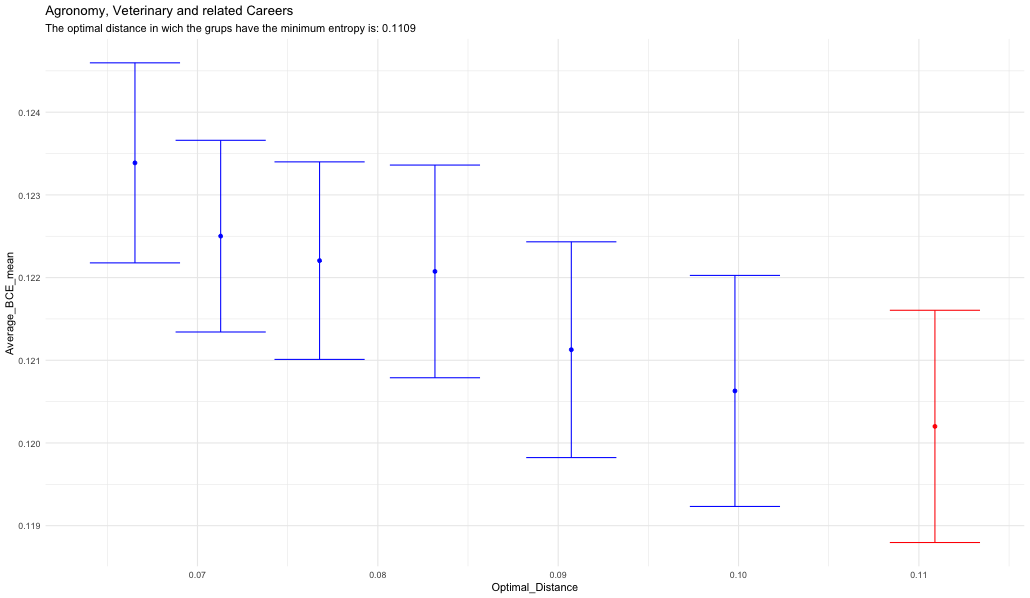 Agronomy, Veterinary and related Careers
The optimal distance in wich the grups have the minimum entropy is: 0.1109
0.124
0.123
0.122
0.121
0.120
0.119
Average_BCE_mean
0.07
0.08
0.09
0.10
0.11
Optimal_Distance